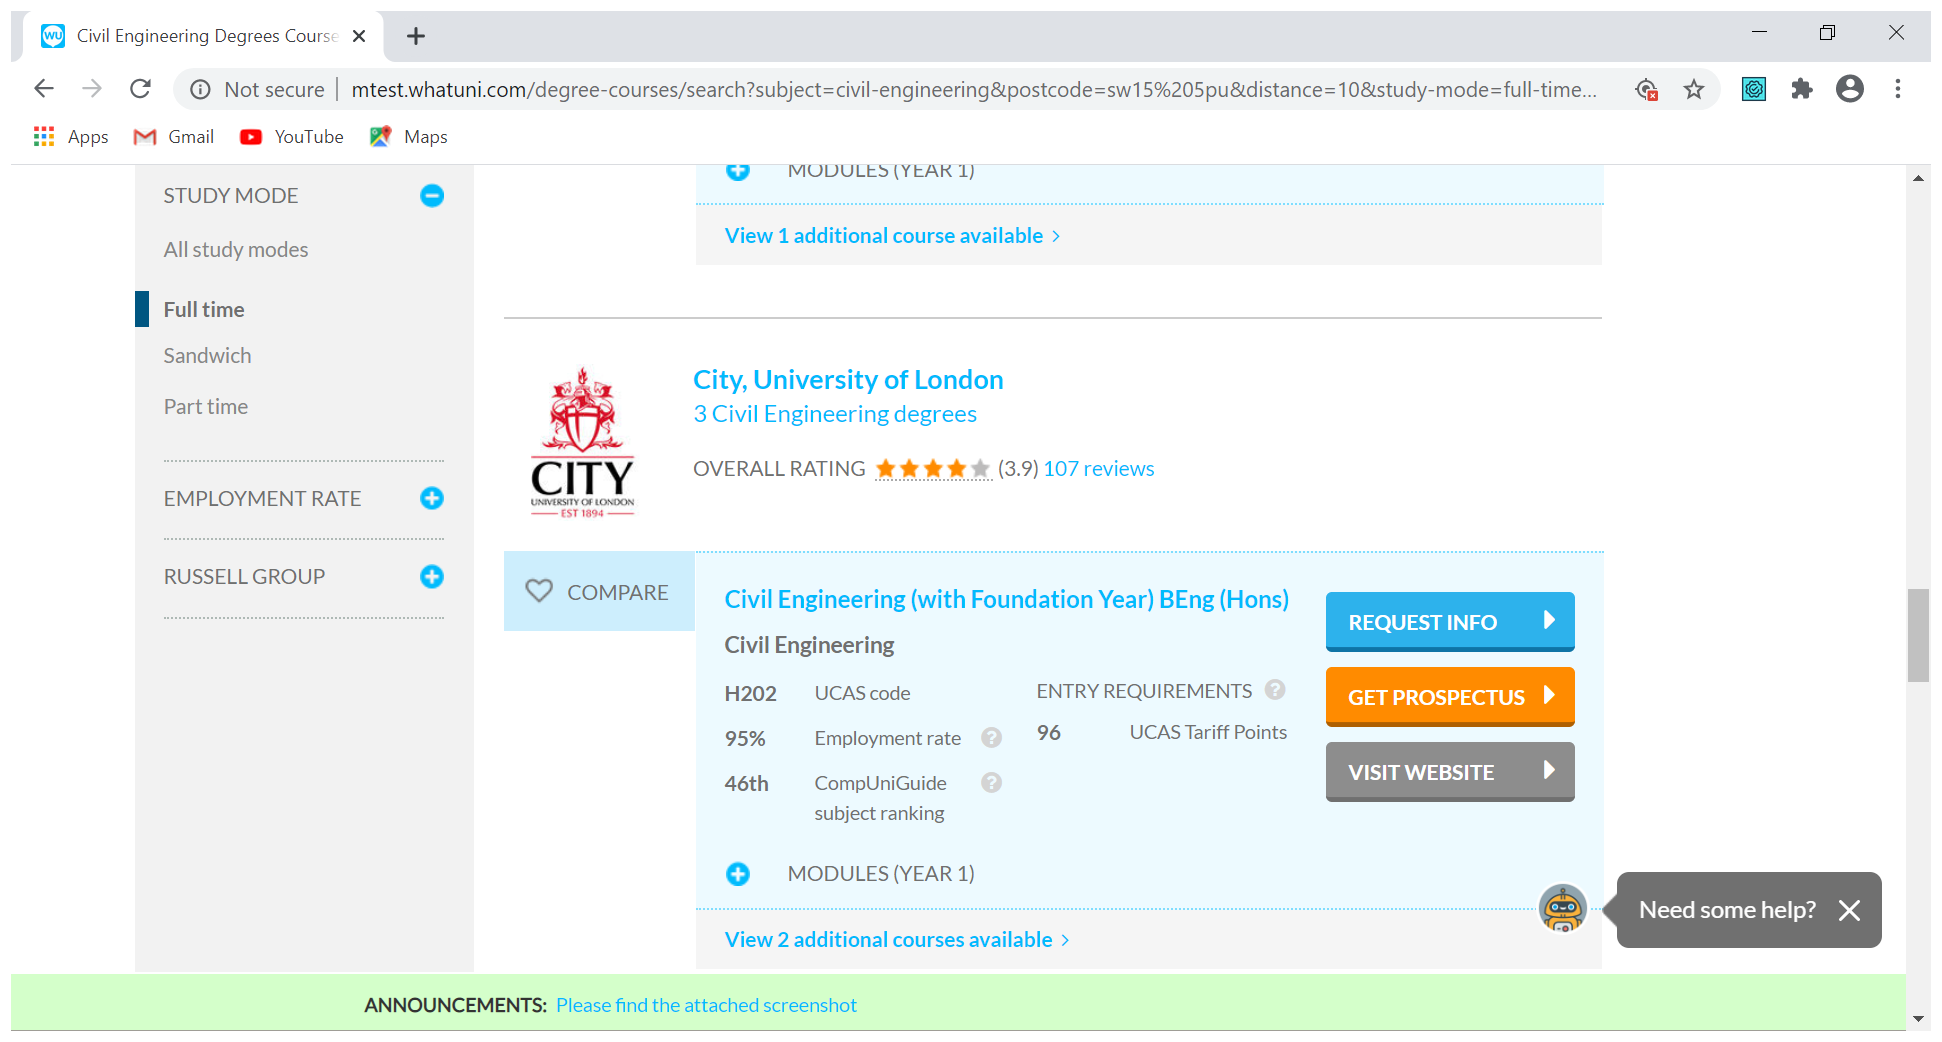 Civil Engineering Degrees Course
Not secure
mtest.whatuni.com/degree-courses/search?subject=civil-engineering&postcode=sw15%205pu&distance=10&study-mode=full-time...
Apps
Gmail
YouTube
Maps
STUDY MODE
All study modes
Full time
Sandwich
Part time
EMPLOYMENT RATE
RUSSELL GROUP
MODULES (YEAR 1)
View 1 additional course available >
CITY
UNIVERSITY OF LONDON
EST 1894
City, University of London
3 Civil Engineering degrees
OVERALL RATING (3.9) 107 reviews
COMPARE
Civil Engineering (with Foundation Year) BEng (Hons)
Civil Engineering
H202 UCAS code
95% Employment rate ?
46th CompUniGuide ?
subject ranking
ENTRY REQUIREMENTS ?
96 UCAS Tariff Points
REQUEST INFO
GET PROSPECTUS
VISIT WEBSITE
MODULES (YEAR 1)
View 2 additional courses available >
Need some help?
ANNOUNCEMENTS: Please find the attached screenshot